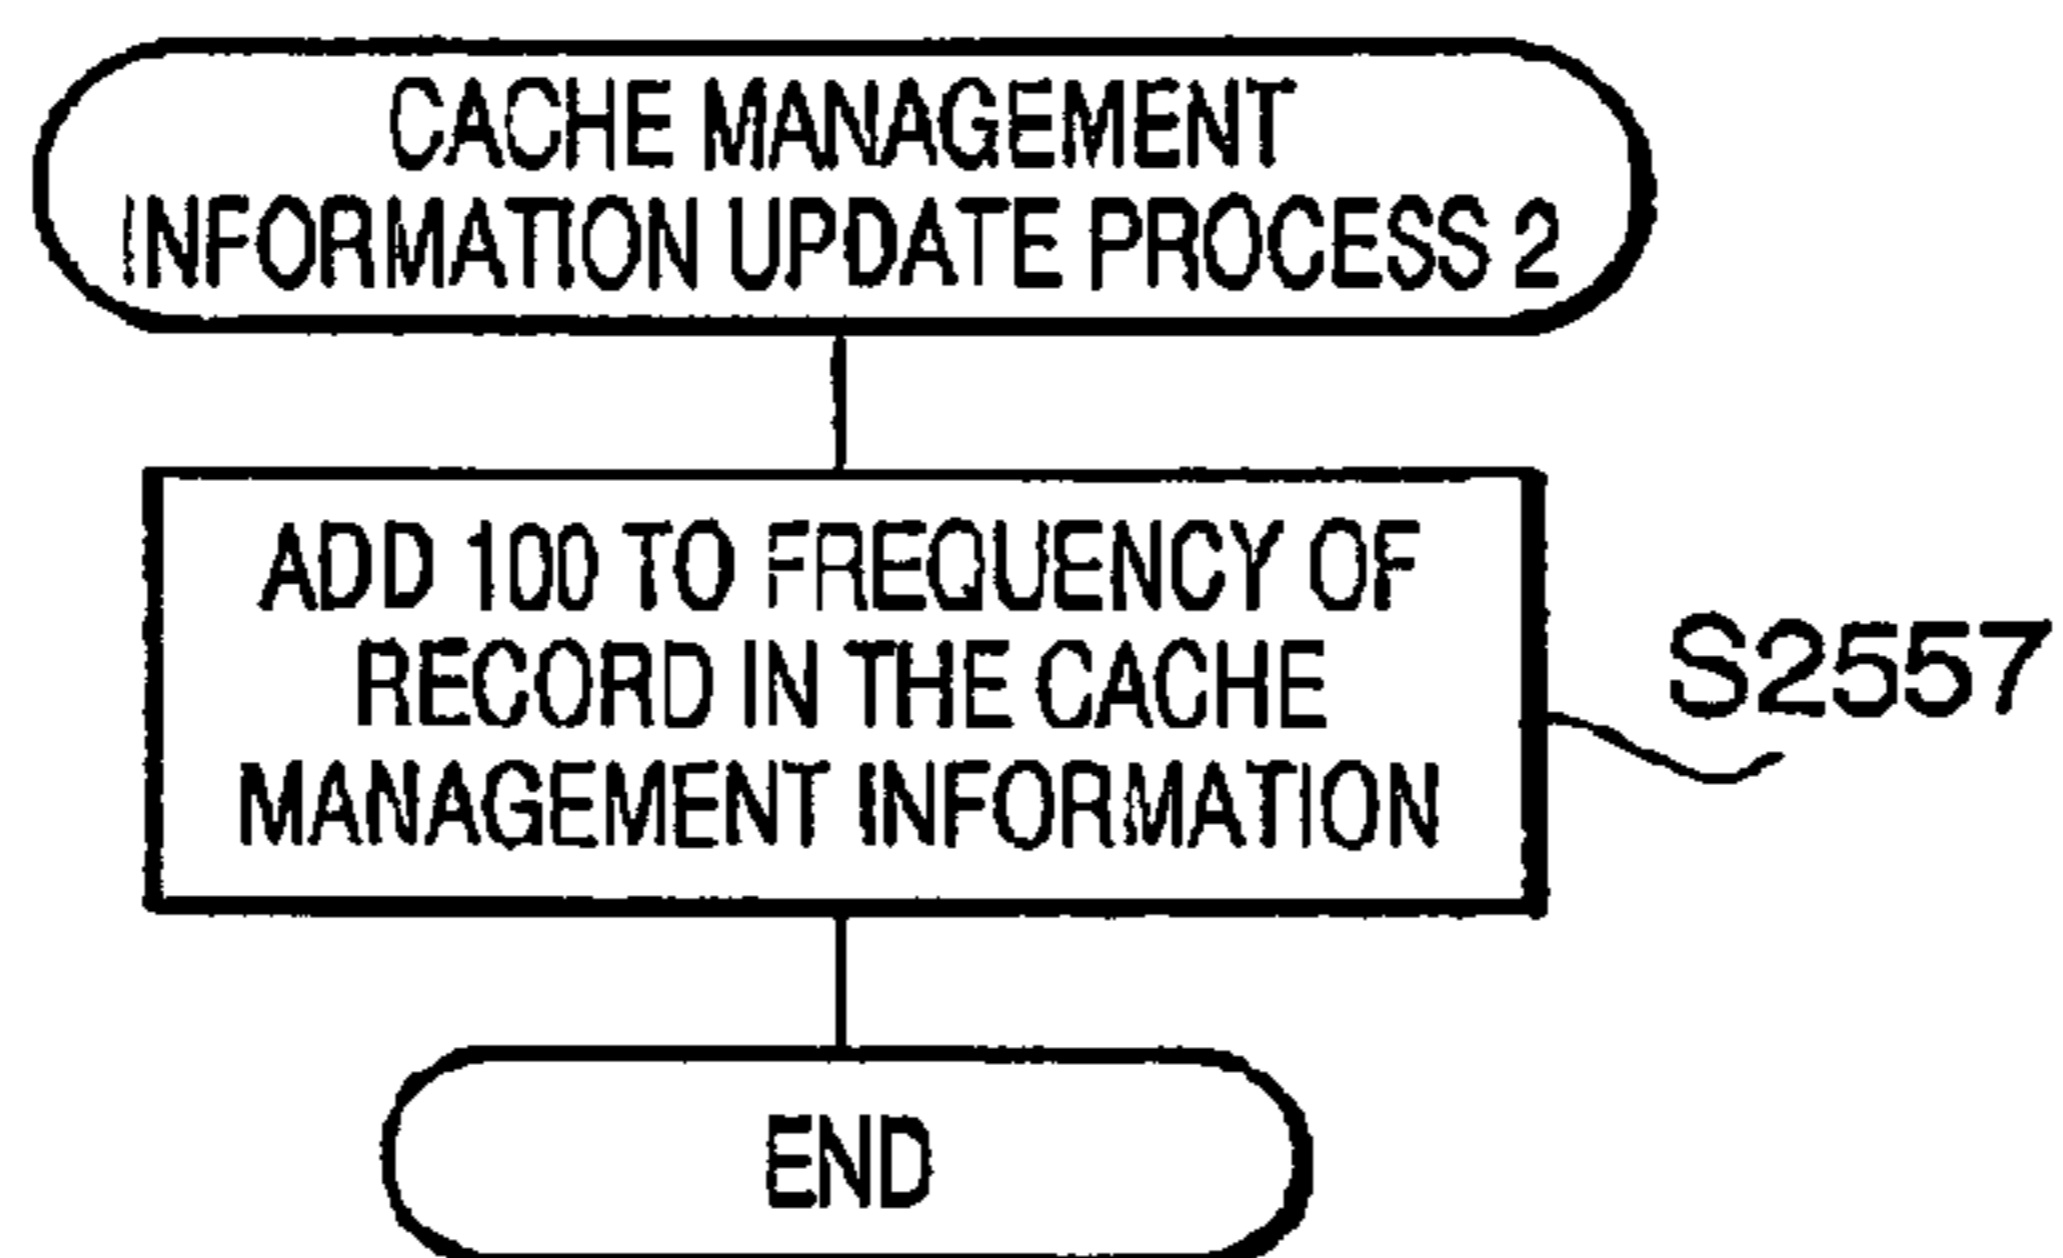 CACHE MANAGEMENT
INFORMATION UPDATE PROCESS 2
ADD 100 TO FREQUENCY OF
RECORD IN THE CACHE
MANAGEMENT INFORMATION
S2557
END